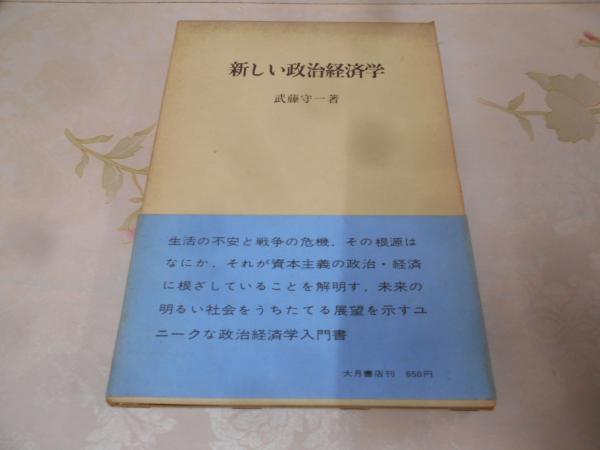 新しい政治経済学
武藤守一著
生活の不安と戦争の危機，その根源は
なにか，それが資本主義の政治・経済
に根ざしていることを解明す，未来の
明るい社会をうちたてる展望を示すユ
ニークな政治経済学入門書
大月書店刊 650円